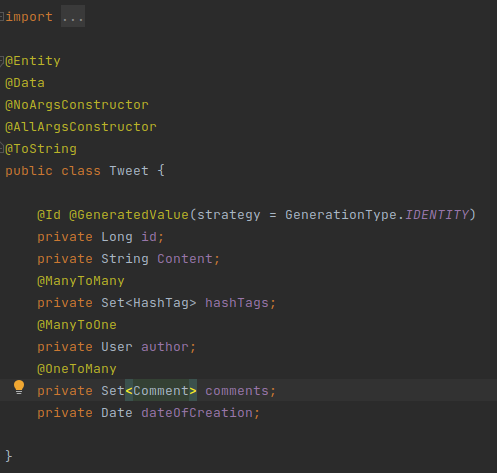 import ...
@Entity
@Data
@NoArgsConstructor
@AllArgsConstructor
@ToString
public class Tweet {
@Id @GeneratedValue(strategy = GenerationType.IDENTITY)
private Long id;
private String Content;
@ManyToMany
private Set<HashTag> hashTags;
@ManyToOne
private User author;
@OneToMany
private Set<Comment> comments;
private Date dateOfCreation;
}